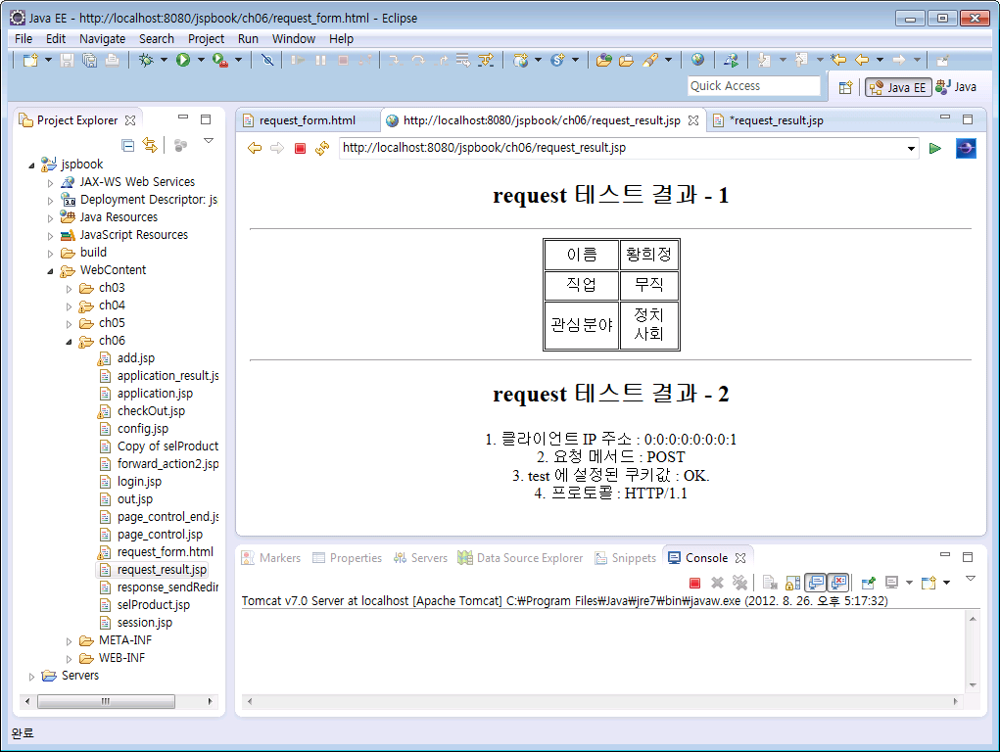 Java EE - http://localhost:8080/jspbook/ch06/request_form.html - Eclipse
File Edit Navigate Search Project Run Window Help
Quick Access
Java EE
Java
Project Explorer
request_form.html
http://localhost:8080/jspbook/ch06/request_result.jsp
*request_result.jsp
http://localhost:8080/jspbook/ch06/request_result.jsp
jspbook
JAX-WS Web Services
Deployment Descriptor: js
Java Resources
JavaScript Resources
build
WebContent
ch03
ch04
ch05
ch06
add.jsp
application_result.js
application.jsp
checkOut.jsp
config.jsp
Copy of selProduct
forward_action2.jsp
login.jsp
out.jsp
page_control_end.js
page_control.jsp
request_form.html
request_result.jsp
response_sendRedir
selProduct.jsp
session.jsp
META-INF
WEB-INF
Servers
request 테스트 결과 - 1
이름 황희정
직업 무직
관심분야 정치
사회
request 테스트 결과 - 2
1. 클라이언트 IP 주소 : 0:0:0:0:0:0:0:1
2. 요청 메서드 : POST
3. test 에 설정된 쿠키값 : OK.
4. 프로토콜 : HTTP/1.1
Markers Properties Servers Data Source Explorer Snippets Console
Tomcat v7.0 Server at localhost [Apache Tomcat] C:₩Program Files₩Java₩jre7₩bin₩javaw.exe (2012. 8. 26. 오후 5:17:32)
완료